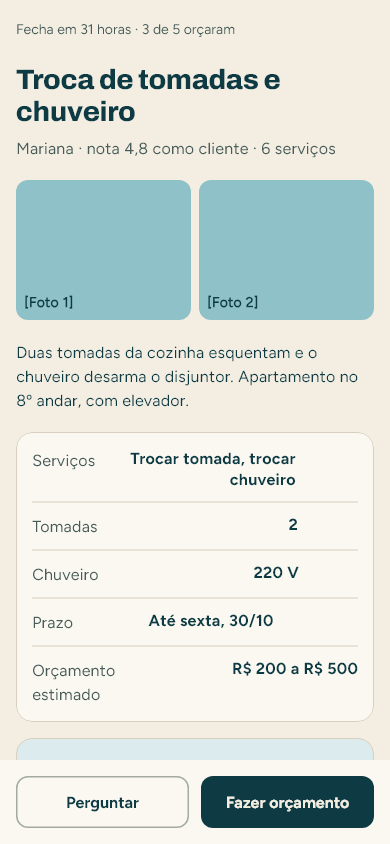 Fecha em 31 horas · 3 de 5 orçaram
Troca de tomadas e
chuveiro
Mariana · nota 4,8 como cliente · 6 serviços
[Foto 1]
[Foto 2]
Duas tomadas da cozinha esquentam e o
chuveiro desarma o disjuntor. Apartamento no
8º andar, com elevador.
Serviços
Trocar tomada, trocar
chuveiro
Tomadas
2
Chuveiro
220 V
Prazo
Até sexta, 30/10
Orçamento
estimado
R$ 200 a R$ 500
Perguntar
Fazer orçamento